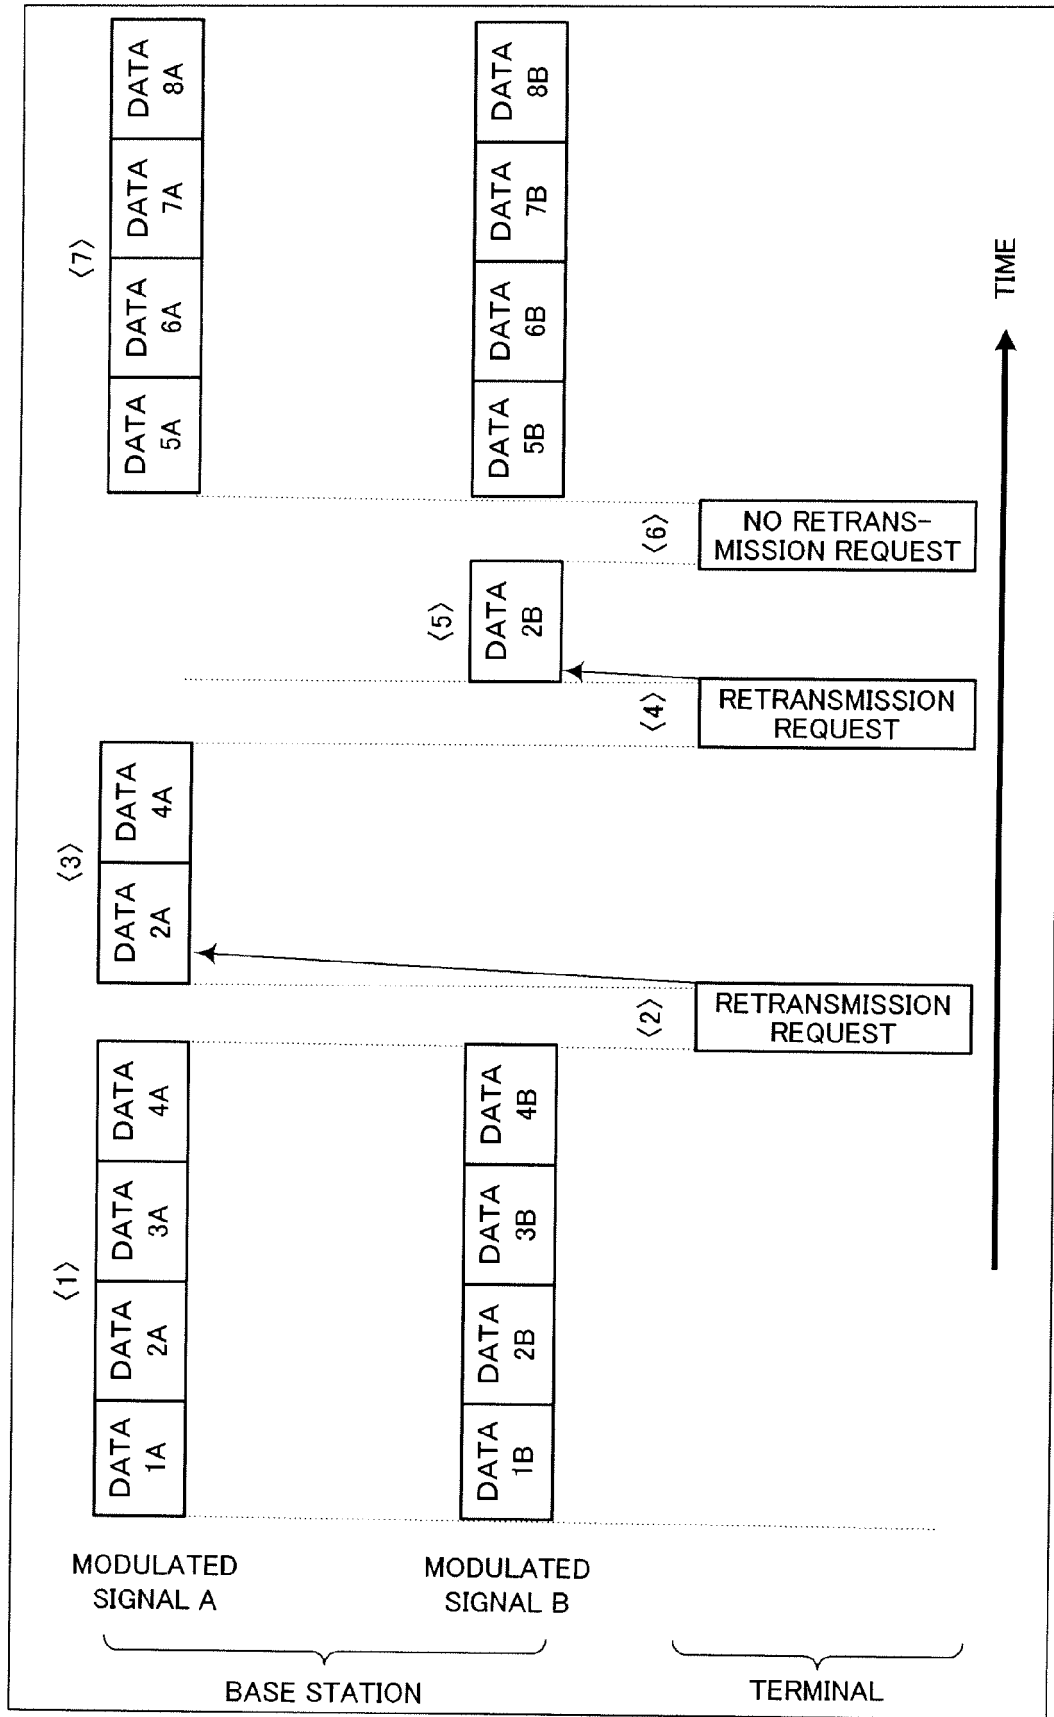 MODULATED
SIGNAL A
MODULATED
SIGNAL B
BASE STATION
TERMINAL
〈1〉
DATA
1A
DATA
2A
DATA
3A
DATA
4A
DATA
1B
DATA
2B
DATA
3B
DATA
4B
〈2〉
RETRANSMISSION
REQUEST
〈3〉
DATA
2A
DATA
4A
〈4〉
RETRANSMISSION
REQUEST
〈5〉
DATA
2B
〈6〉
NO RETRANS-
MISSION REQUEST
〈7〉
DATA
5A
DATA
6A
DATA
7A
DATA
8A
DATA
5B
DATA
6B
DATA
7B
DATA
8B
TIME